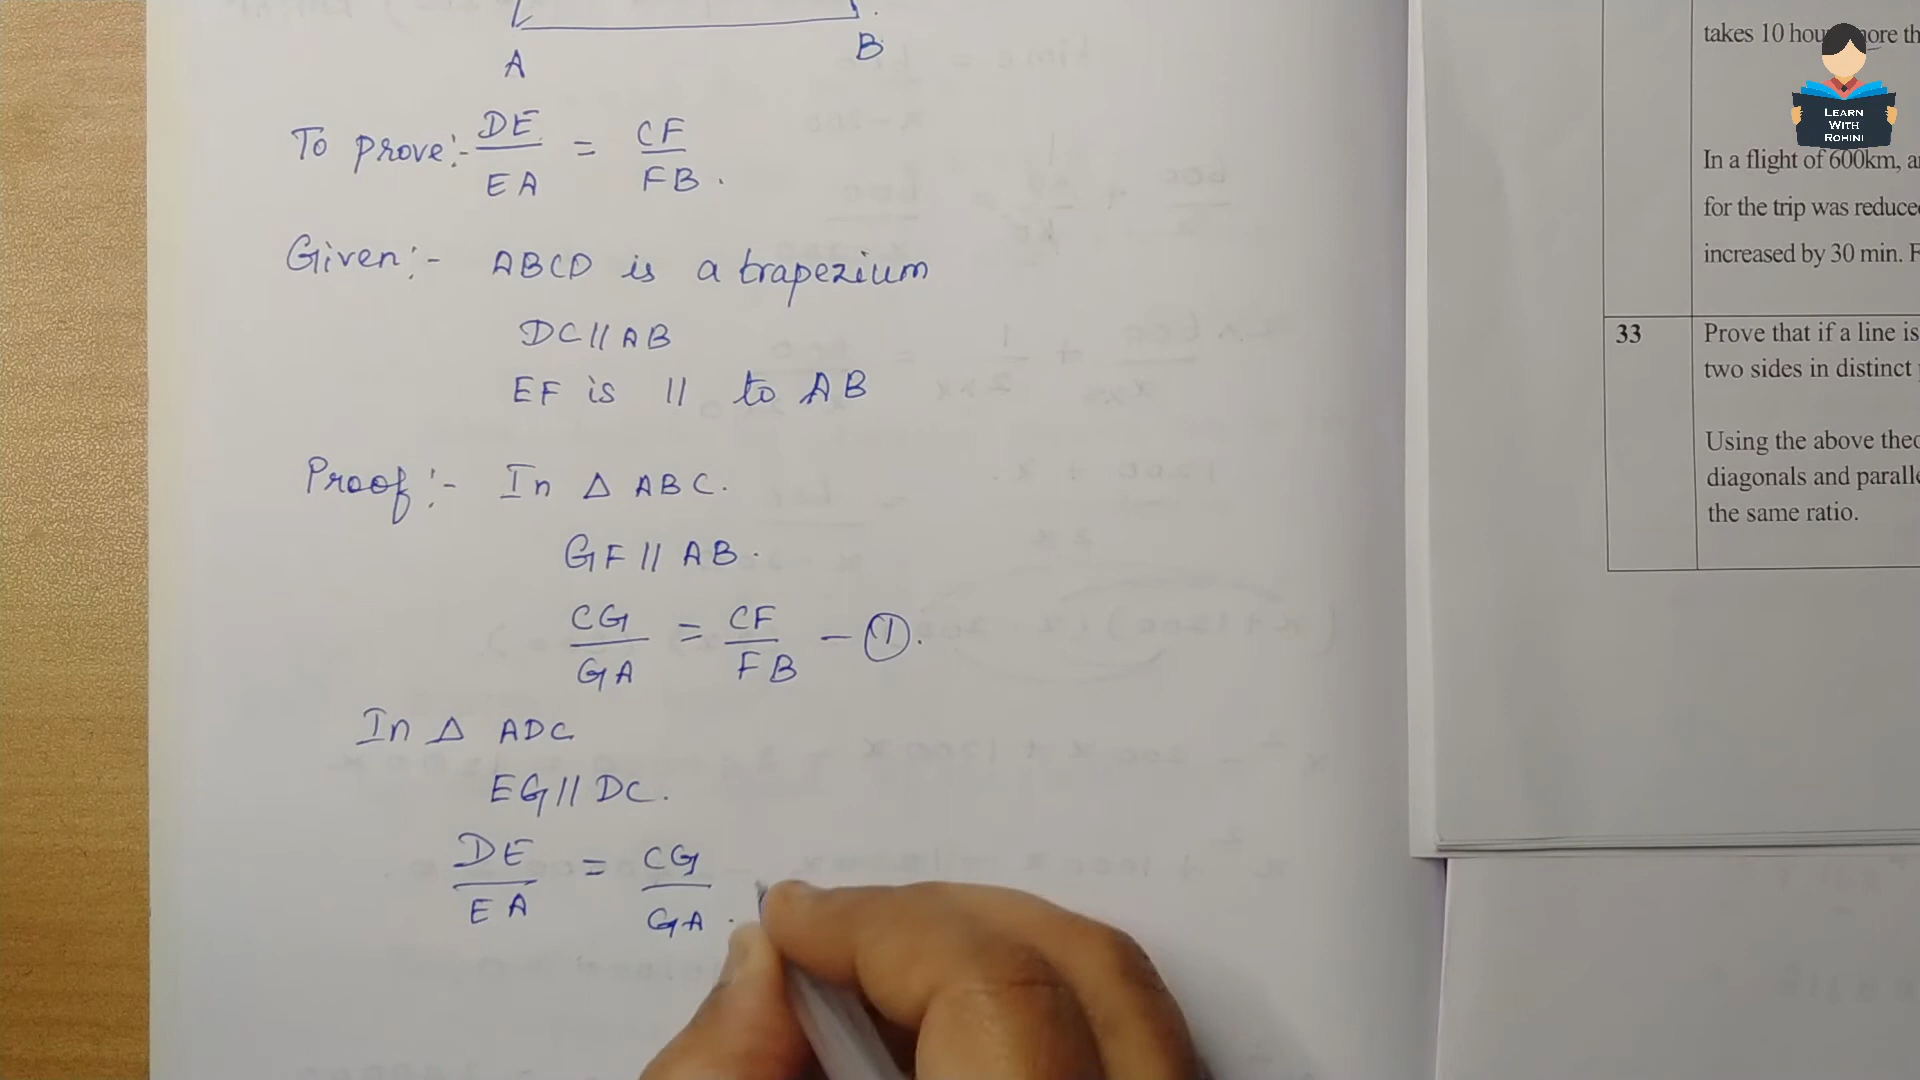 A B
To prove:- DE/EA = CF/FB.
Given:- ABCD is a trapezium
DC // AB
EF is // to AB
Proof:- In Δ ABC.
GF // AB.
CG/GA = CF/FB – ①.
In Δ ADC
EG // DC.
DE/EA = CG/GA.
takes 10 hou
In a flight of 600km, a
for the trip was reduce
increased by 30 min. F
33 Prove that if a line is
two sides in distinct
Using the above theo
diagonals and paralle
the same ratio.
LEARN
WITH
ROHINI